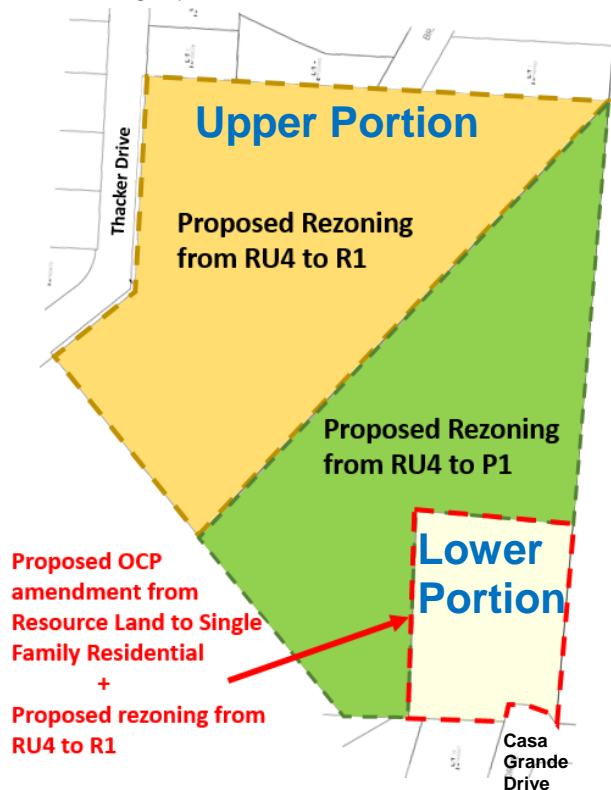 Upper Portion
Thacker Drive
Proposed Rezoning
from RU4 to R1
Proposed Rezoning
from RU4 to P1
Lower
Portion
Proposed OCP
amendment from
Resource Land to Single
Family Residential
+
Proposed rezoning from
RU4 to R1
Casa
Grande
Drive